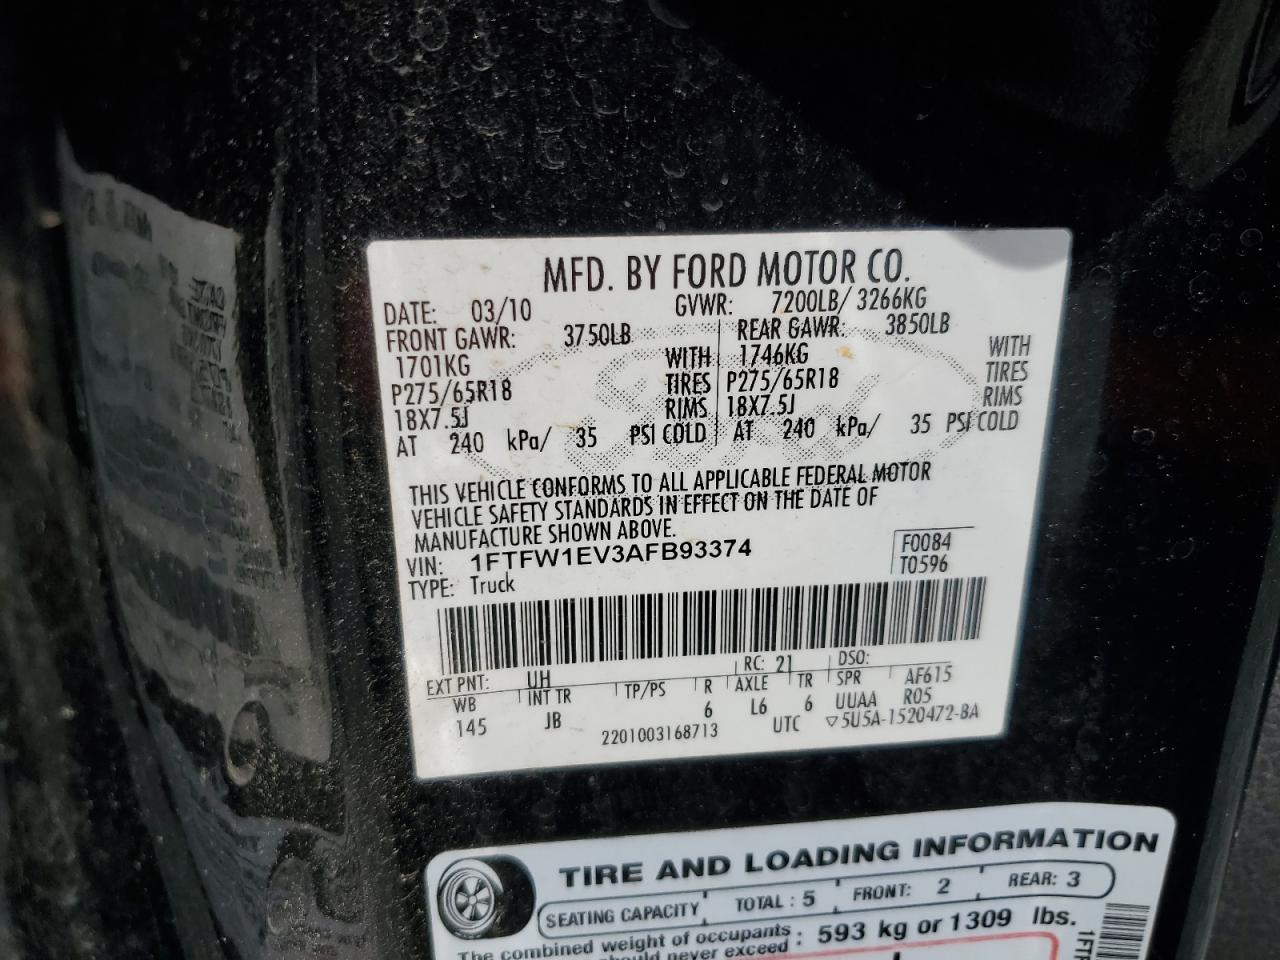 MFD. BY FORD MOTOR CO.
DATE: 03/10 GVWR: 7200LB/ 3266KG
FRONT GAWR: 3750LB REAR GAWR: 3850LB
1701KG WITH 1746KG WITH
P275/65R18 TIRES P275/65R18 TIRES
18X7.5J RIMS 18X7.5J RIMS
AT 240 kPa/ 35 PSI COLD AT 240 kPa/ 35 PSI COLD
THIS VEHICLE CONFORMS TO ALL APPLICABLE FEDERAL MOTOR
VEHICLE SAFETY STANDARDS IN EFFECT ON THE DATE OF
MANUFACTURE SHOWN ABOVE.
VIN: 1FTFW1EV3AFB93374 F0084
TYPE: Truck T0596
EXT PNT: UH RC: 21 DSO:
WB INT TR TP/PS R AXLE TR SPR AF615
145 JB 6 L6 6 UUAA R05
2201003168713 UTC ▽5U5A-1520472-BA
TIRE AND LOADING INFORMATION
SEATING CAPACITY TOTAL : 5 FRONT: 2 REAR: 3
The combined weight of occupants : 593 kg or 1309 lbs.
should never exceed